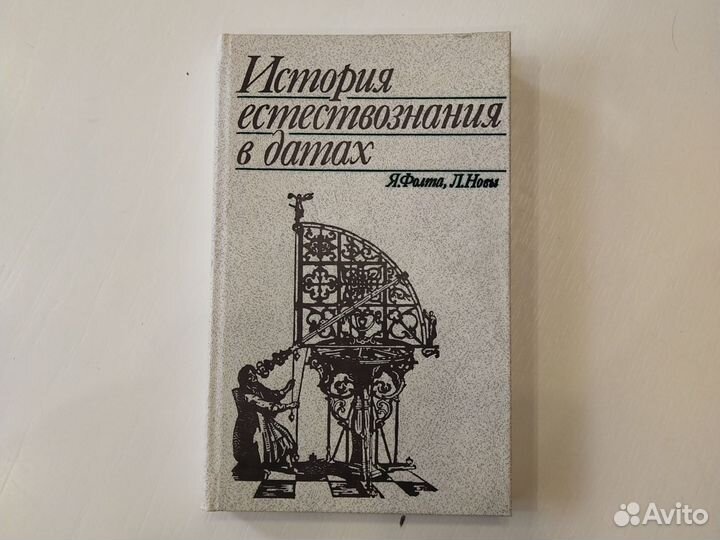 История
естествознания
в датах
Я.Фолта, Л.Новы
Avito